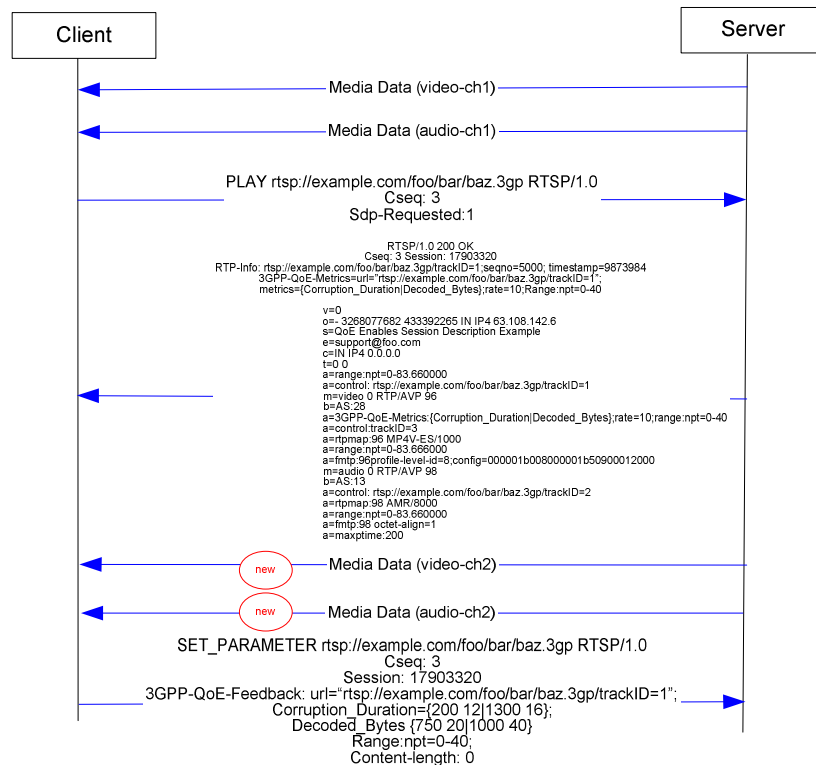 Client
Server
Media Data (video-ch1)
Media Data (audio-ch1)
PLAY rtsp://example.com/foo/bar/baz.3gp RTSP/1.0
Cseq: 3
Sdp-Requested:1
RTSP/1.0 200 OK
Cseq: 3 Session: 17903320
RTP-Info: rtsp://example.com/foo/bar/baz.3gp/trackID=1;seqno=5000; timestamp=9873984
3GPP-QoE-Metrics=url="rtsp://example.com/foo/bar/baz.3gp/trackID=1";
metrics={Corruption_Duration|Decoded_Bytes};rate=10;Range:npt=0-40
v=0
o=- 3268077682 433392265 IN IP4 63.108.142.6
s=QoE Enables Session Description Example
e=support@foo.com
c=IN IP4 0.0.0.0
t=0 0
a=range:npt=0-83.660000
a=control: rtsp://example.com/foo/bar/baz.3gp/trackID=1
m=video 0 RTP/AVP 96
b=AS:28
a=3GPP-QoE-Metrics:{Corruption_Duration|Decoded_Bytes};rate=10;range:npt=0-40
a=control:trackID=3
a=rtpmap:96 MP4V-ES/1000
a=range:npt=0-83.666000
a=fmtp:96profile-level-id=8;config=000001b008000001b50900012000
m=audio 0 RTP/AVP 98
b=AS:13
a=control: rtsp://example.com/foo/bar/baz.3gp/trackID=2
a=rtpmap:98 AMR/8000
a=range:npt=0-83.660000
a=fmtp:98 octet-align=1
a=maxptime:200
new
Media Data (video-ch2)
new
Media Data (audio-ch2)
SET_PARAMETER rtsp://example.com/foo/bar/baz.3gp RTSP/1.0
Cseq: 3
Session: 17903320
3GPP-QoE-Feedback: url=“rtsp://example.com/foo/bar/baz.3gp/trackID=1”;
Corruption_Duration={200 12|1300 16};
Decoded_Bytes {750 20|1000 40}
Range:npt=0-40;
Content-length: 0